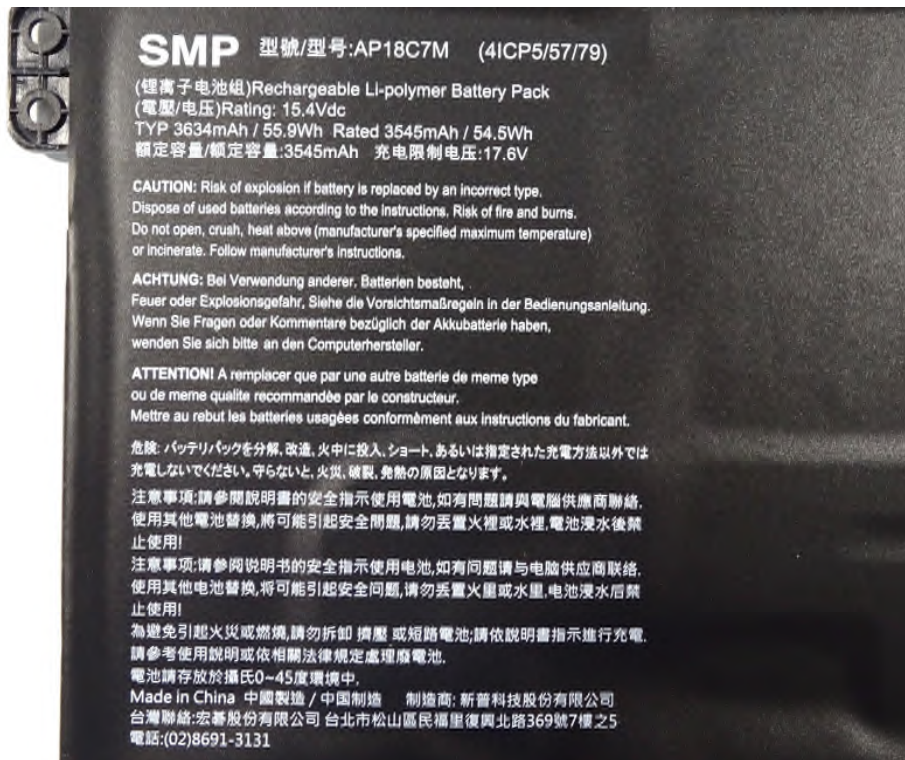 SMP 型號/型号:AP18C7M (4ICP5/57/79)
(锂离子电池组)Rechargeable Li-polymer Battery Pack
(電壓/电压)Rating: 15.4Vdc
TYP 3634mAh / 55.9Wh Rated 3545mAh / 54.5Wh
額定容量/额定容量:3545mAh 充电限制电压:17.6V
CAUTION: Risk of explosion if battery is replaced by an incorrect type.
Dispose of used batteries according to the instructions. Risk of fire and burns.
Do not open, crush, heat above (manufacturer's specified maximum temperature)
or incinerate. Follow manufacturer's instructions.
ACHTUNG: Bei Verwendung anderer. Batterien besteht,
Feuer oder Explosionsgefahr, Siehe die Vorsichtsmaßregeln in der Bedienungsanleitung.
Wenn Sie Fragen oder Kommentare bezüglich der Akkubatterie haben,
wenden Sie sich bitte an den Computerhersteller.
ATTENTION! A remplacer que par une autre batterie de meme type
ou de meme qualite recommandée par le constructeur.
Mettre au rebut les batteries usagées conformèment aux instructions du fabricant.
危険: バッテリパックを分解, 改造, 火中に投入, ショート, あるいは指定された充電方法以外では
充電しないでください。守らないと, 火災, 破裂, 発熱の原因となります。
注意事項:請參閱說明書的安全指示使用電池,如有問題請與電腦供應商聯絡.
使用其他電池替換,將可能引起安全問題,請勿丟置火裡或水裡,電池浸水後禁
止使用!
注意事项:请参阅说明书的安全指示使用电池,如有问题请与电脑供应商联络.
使用其他电池替换,将可能引起安全问题,请勿丢置火里或水里,电池浸水后禁
止使用!
為避免引起火災或燃燒,請勿拆卸 擠壓 或短路電池;請依說明書指示進行充電.
請參考使用說明或依相關法律規定處理廢電池.
電池請存放於攝氏0~45度環境中.
Made in China 中國製造 / 中国制造 制造商: 新普科技股份有限公司
台灣聯絡:宏碁股份有限公司 台北市松山區民福里復興北路369號7樓之5
電話:(02)8691-3131